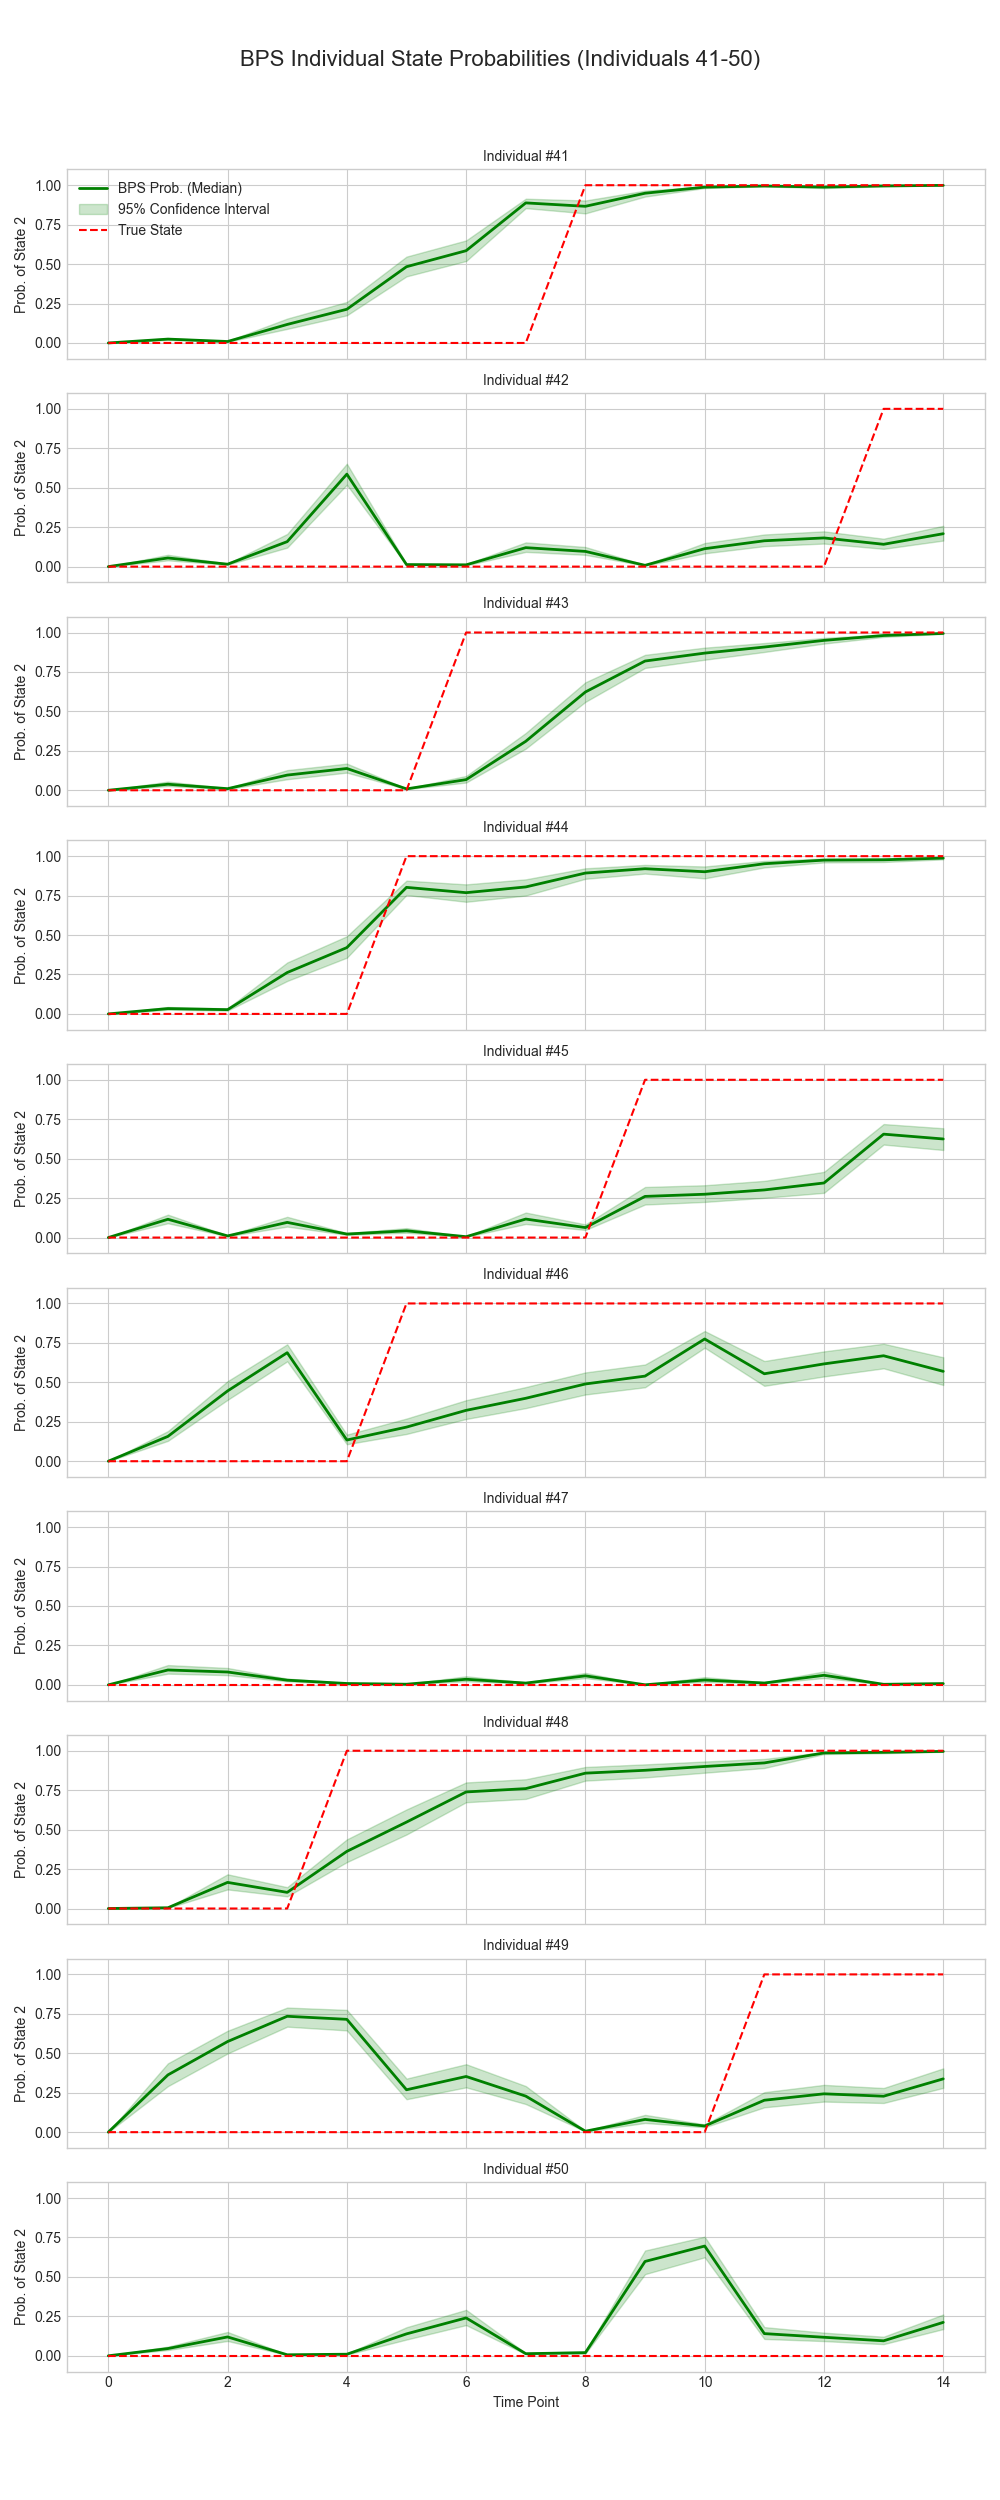 BPS Individual State Probabilities (Individuals 41-50)
Individual #41
Prob. of State 2
1.00
0.75
0.50
0.25
0.00
BPS Prob. (Median)
95% Confidence Interval
True State
Individual #42
Prob. of State 2
1.00
0.75
0.50
0.25
0.00
Individual #43
Prob. of State 2
1.00
0.75
0.50
0.25
0.00
Individual #44
Prob. of State 2
1.00
0.75
0.50
0.25
0.00
Individual #45
Prob. of State 2
1.00
0.75
0.50
0.25
0.00
Individual #46
Prob. of State 2
1.00
0.75
0.50
0.25
0.00
Individual #47
Prob. of State 2
1.00
0.75
0.50
0.25
0.00
Individual #48
Prob. of State 2
1.00
0.75
0.50
0.25
0.00
Individual #49
Prob. of State 2
1.00
0.75
0.50
0.25
0.00
Individual #50
Prob. of State 2
1.00
0.75
0.50
0.25
0.00
0 2 4 6 8 10 12 14
Time Point